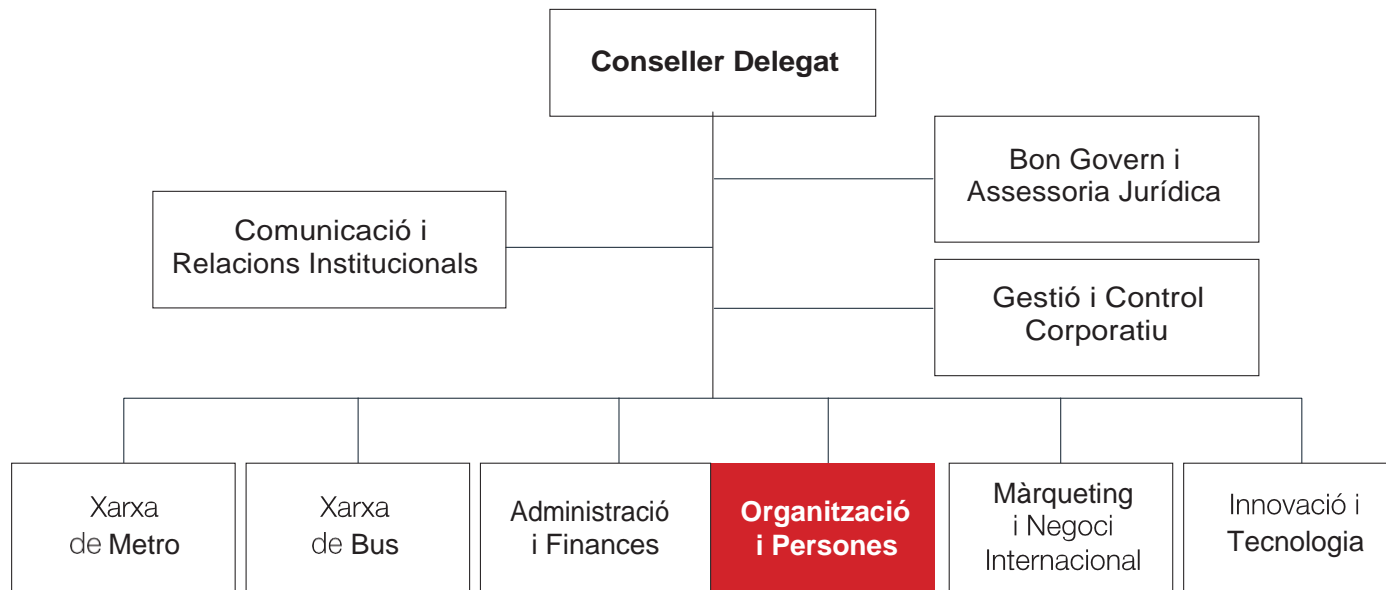 Conseller Delegat
Bon Govern i
Assessoria Jurídica
Comunicació i
Relacions Institucionals
Gestió i Control
Corporatiu
Xarxa
de Metro
Xarxa
de Bus
Administració
i Finances
Organització
i Persones
Màrqueting
i Negoci
Internacional
Innovació i
Tecnologia